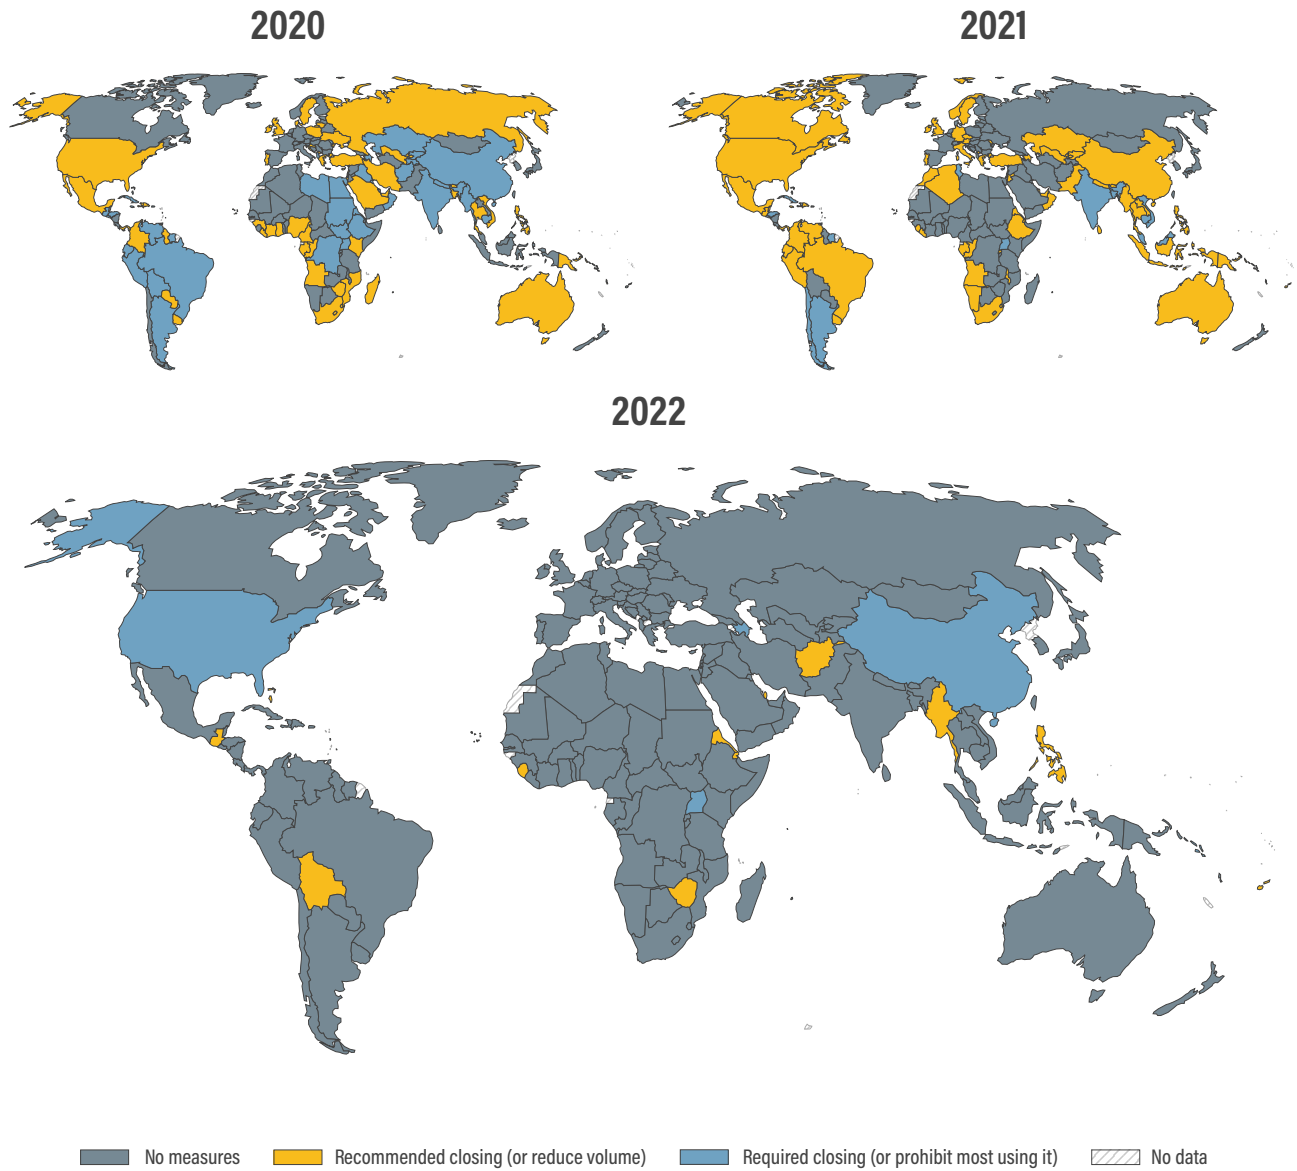 2020
2021
2022
No measures
Recommended closing (or reduce volume)
Required closing (or prohibit most using it)
No data